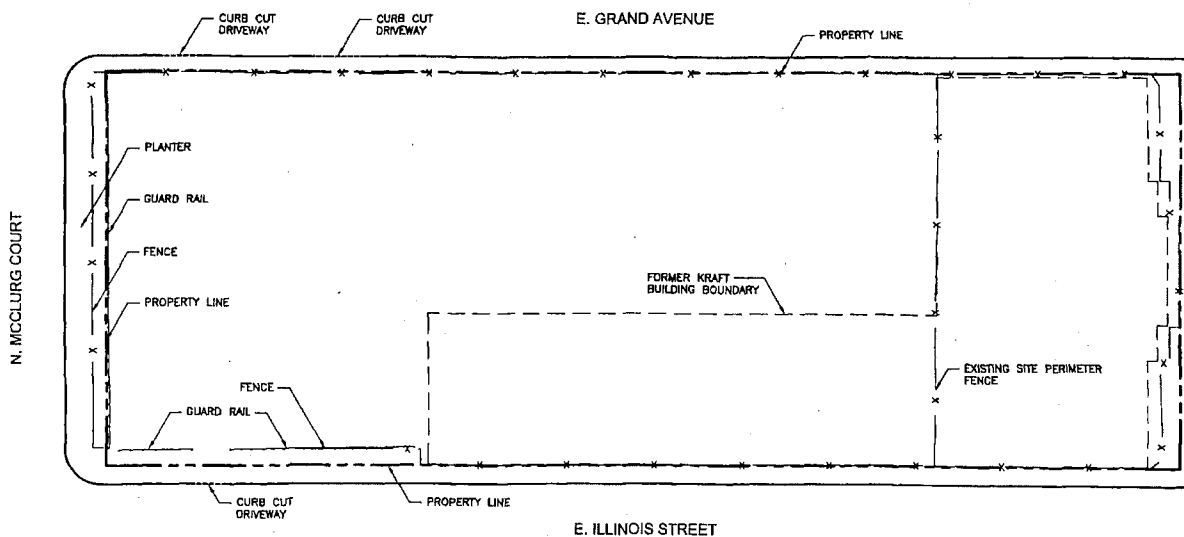 CURB CUT
DRIVEWAY
CURB CUT
DRIVEWAY
E. GRAND AVENUE
PROPERTY LINE
PLANTER
GUARD RAIL
FENCE
PROPERTY LINE
N. MCCLURG COURT
FORMER KRAFT
BUILDING BOUNDARY
EXISTING SITE PERIMETER
FENCE
FENCE
GUARD RAIL
CURB CUT
DRIVEWAY
PROPERTY LINE
E. ILLINOIS STREET